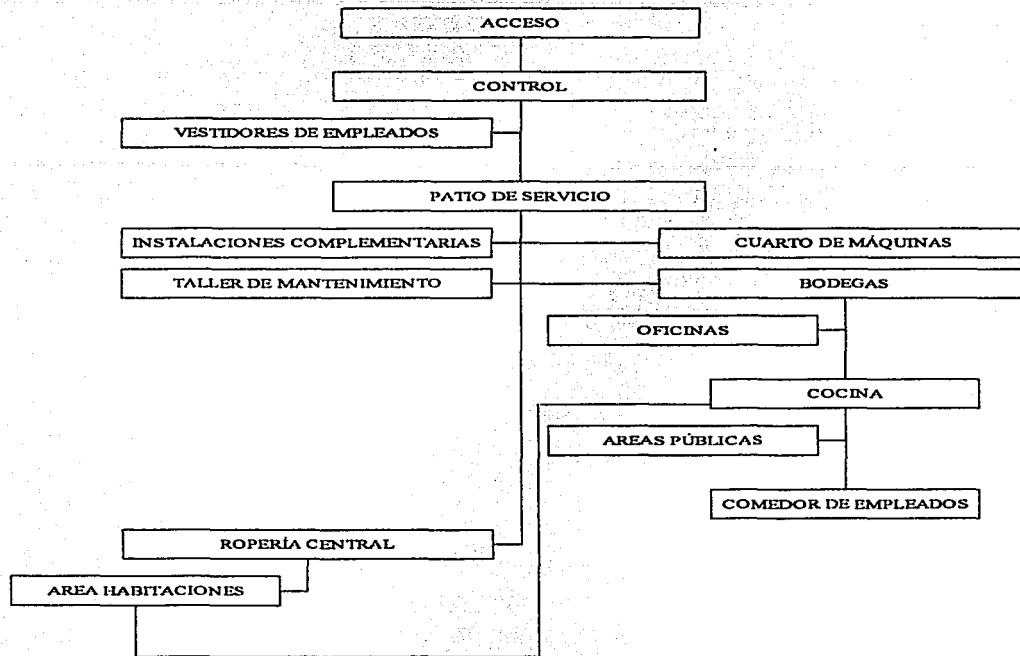 ACCESO
CONTROL
VESTIDORES DE EMPLEADOS
PATIO DE SERVICIO
INSTALACIONES COMPLEMENTARIAS
CUARTO DE MÁQUINAS
TALLER DE MANTENIMIENTO
BODEGAS
OFICINAS
COCINA
AREAS PÚBLICAS
COMEDOR DE EMPLEADOS
ROPERÍA CENTRAL
AREA HABITACIONES